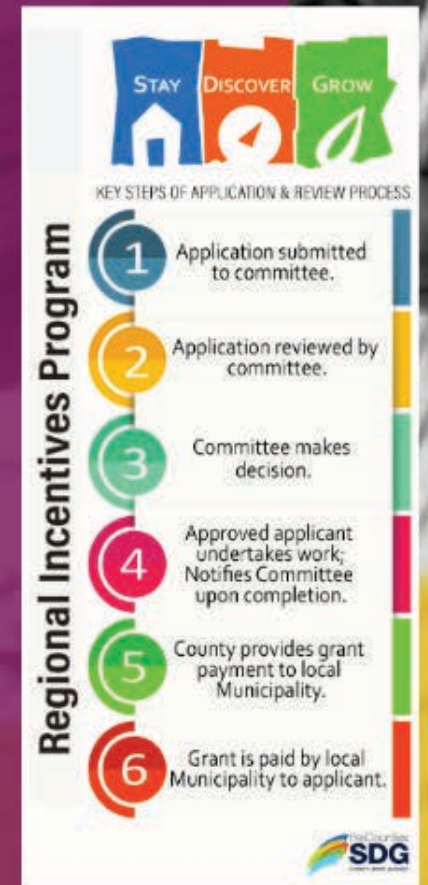 STAY DISCOVER GROW
KEY STEPS OF APPLICATION & REVIEW PROCESS
Regional Incentives Program
1
Application submitted
to committee.
2
Application reviewed by
committee.
3
Committee makes
decision.
4
Approved applicant
undertakes work;
Notifies Committee
upon completion.
5
County provides grant
payment to local
Municipality.
6
Grant is paid by local
Municipality to applicant.
SDG